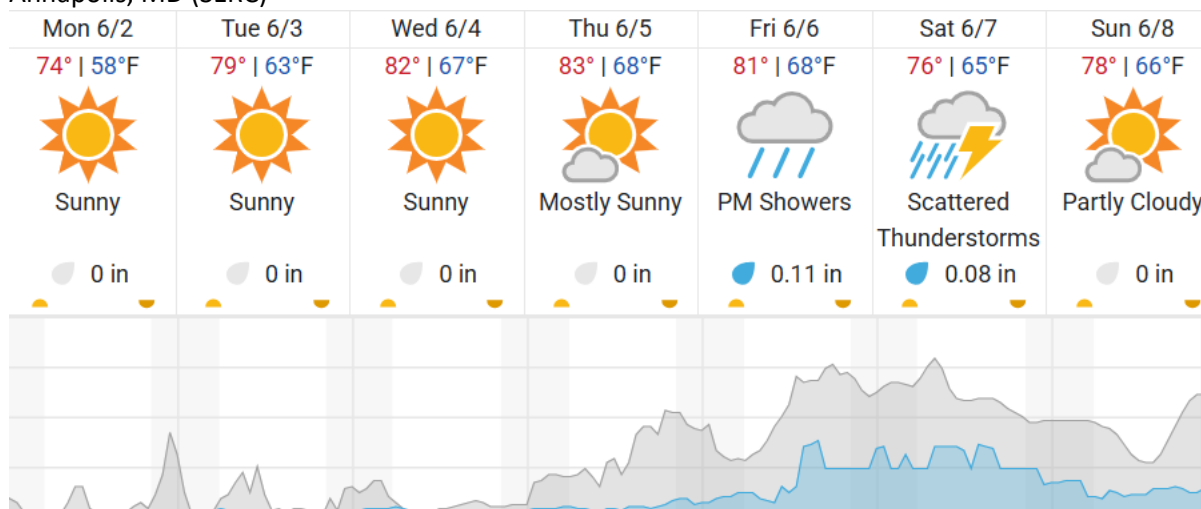 Annapolis, MD (SERC)
Mon 6/2 Tue 6/3 Wed 6/4 Thu 6/5 Fri 6/6 Sat 6/7 Sun 6/8
74° | 58°F 79° | 63°F 82° | 67°F 83° | 68°F 81° | 68°F 76° | 65°F 78° | 66°F
Sunny Sunny Sunny Mostly Sunny PM Showers Scattered Partly Cloudy
Thunderstorms
0 in 0 in 0 in 0 in 0.11 in 0.08 in 0 in